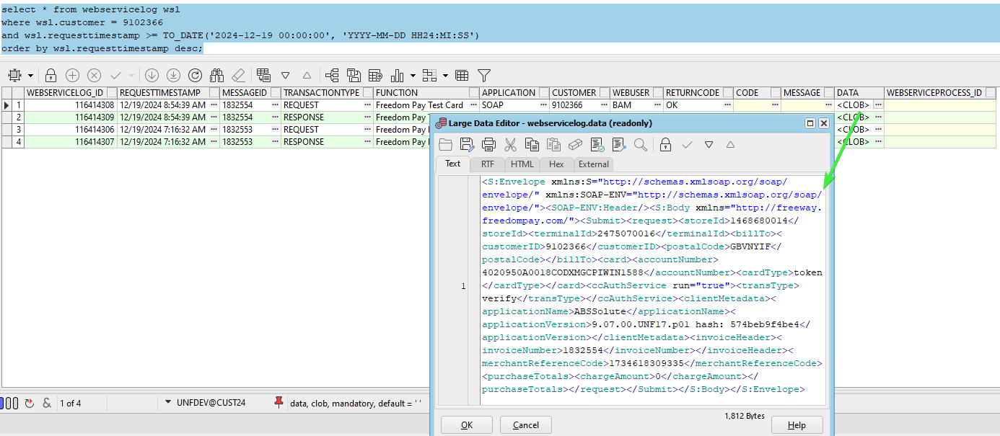 select * from webservicelog wsl
where wsl.customer = 9102366
and wsl.requesttimestamp >= TO_DATE('2024-12-19 00:00:00', 'YYYY-MM-DD HH24:MI:SS')
order by wsl.requesttimestamp desc;
WEBSERVICELOG_ID REQUESTTIMESTAMP MESSAGEID TRANSACTIONTYPE FUNCTION APPLICATION CUSTOMER WEBUSER RETURNCODE CODE MESSAGE DATA WEBSERVICEPROCESS_ID
1 116414308 12/19/2024 8:54:39 AM ··· 1832554 ··· REQUEST ··· Freedom Pay Test Card ··· SOAP ··· 9102366 ··· BAM ··· OK ··· ··· ··· <CLOB> ···
2 116414309 12/19/2024 8:54:39 AM ··· 1832554 ··· RESPONSE ··· Freedom Pay <CLOB> ···
3 116414306 12/19/2024 7:16:32 AM ··· 1832553 ··· REQUEST ··· Freedom Pay <CLOB> ···
4 116414307 12/19/2024 7:16:32 AM ··· 1832553 ··· RESPONSE ··· Freedom Pay <CLOB> ···
Large Data Editor - webservicelog.data (readonly)
Text RTF HTML Hex External
1
<S:Envelope xmlns:S="http://schemas.xmlsoap.org/soap/
envelope/" xmlns:SOAP-ENV="http://schemas.xmlsoap.org/soap/
envelope/"><SOAP-ENV:Header/><S:Body xmlns="http://freeway.
freedompay.com/"><Submit><request><storeId>1468680014</
storeId><terminalId>2475070016</terminalId><billTo><
customerID>9102366</customerID><postalCode>GBVNYIF</
postalCode></billTo><card><accountNumber>
4020950A0018CODXMGCPIWIN1588</accountNumber><cardType>token
</cardType></card><ccAuthService run="true"><transType>
verify</transType></ccAuthService><clientMetadata><
applicationName>ABSSolute</applicationName><
applicationVersion>9.07.00.UNF17.p01 hash: 574beb9f4be4</
applicationVersion></clientMetadata><invoiceHeader><
invoiceNumber>1832554</invoiceNumber></invoiceHeader><
merchantReferenceCode>1734618309335</merchantReferenceCode>
<purchaseTotals><chargeAmount>0</chargeAmount></
purchaseTotals></request></Submit></S:Body></S:Envelope>
1,812 Bytes
OK Cancel Help
& 1 of 4 UNFDEV@CUST24 data, clob, mandatory, default = ' '